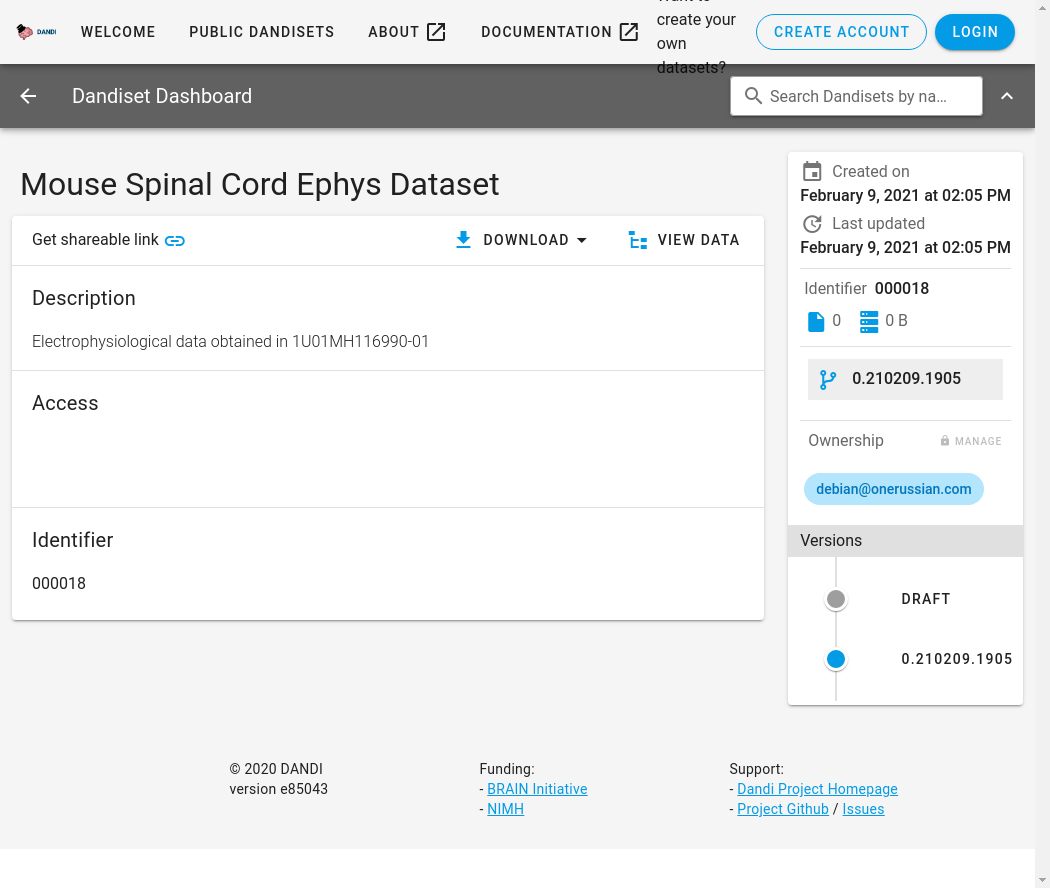 DANDI
WELCOME
PUBLIC DANDISETS
ABOUT
DOCUMENTATION
create your
own
datasets?
CREATE ACCOUNT
LOGIN
Dandiset Dashboard
Search Dandisets by na...
Mouse Spinal Cord Ephys Dataset
Get shareable link
DOWNLOAD
VIEW DATA
Description
Electrophysiological data obtained in 1U01MH116990-01
Access
Identifier
000018
Created on
February 9, 2021 at 02:05 PM
Last updated
February 9, 2021 at 02:05 PM
Identifier 000018
0
0 B
0.210209.1905
Ownership
MANAGE
debian@onerussian.com
Versions
DRAFT
0.210209.1905
© 2020 DANDI
version e85043
Funding:
- BRAIN Initiative
- NIMH
Support:
- Dandi Project Homepage
- Project Github / Issues